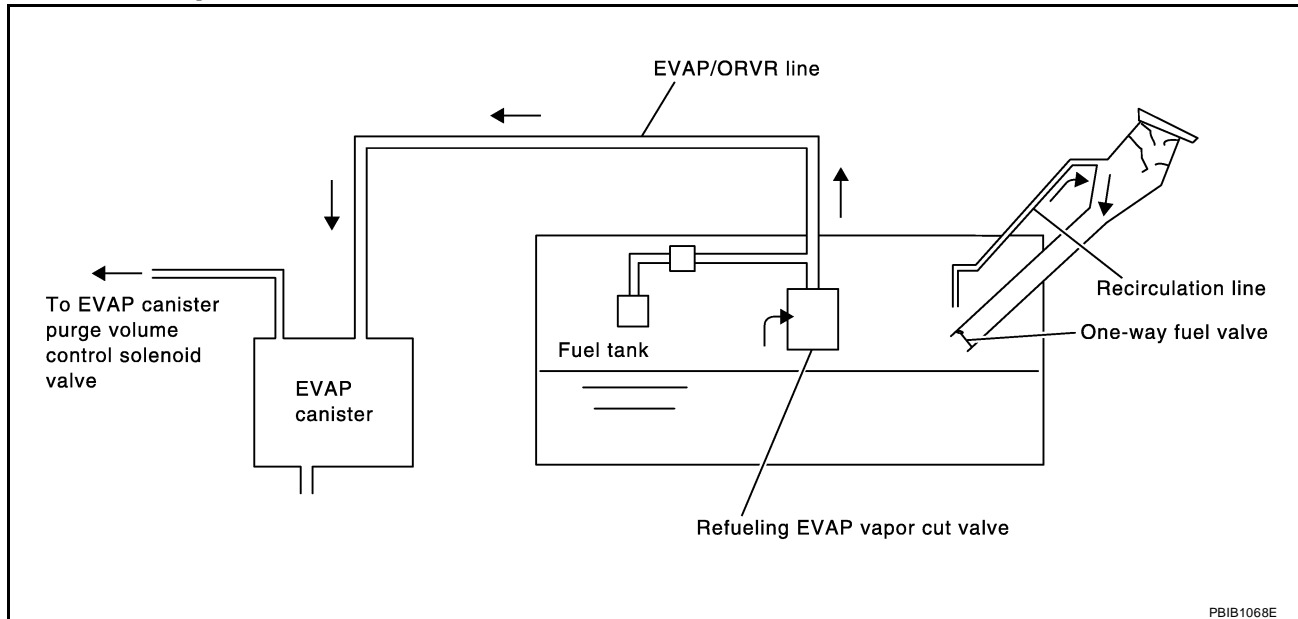 EVAP/ORVR line
Recirculation line
One-way fuel valve
To EVAP canister
purge volume
control solenoid
valve
Fuel tank
EVAP
canister
Refueling EVAP vapor cut valve
PBIB1068E